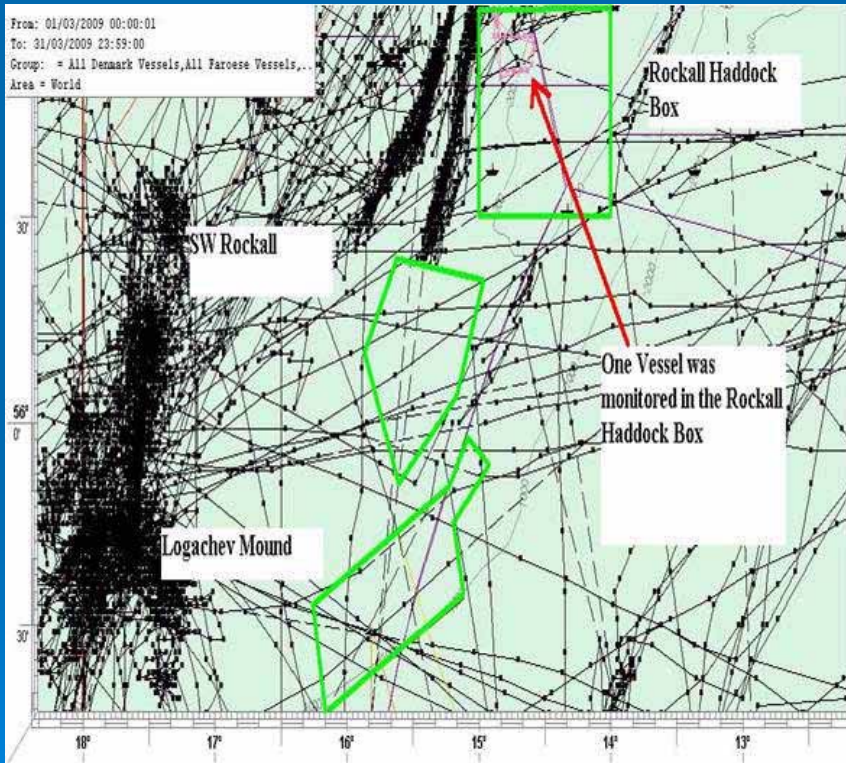 From: 01/03/2009 00:00:01
To: 31/03/2009 23:59:00
Group: = All Denmark Vessels,All Faroese Vessels,..
Area = World
Rockall Haddock
Box
30'
SW Rockall
One Vessel was
monitored in the Rockall
Haddock Box
56°
0'
Logachev Mound
30'
18° 17° 16° 15° 14° 13°